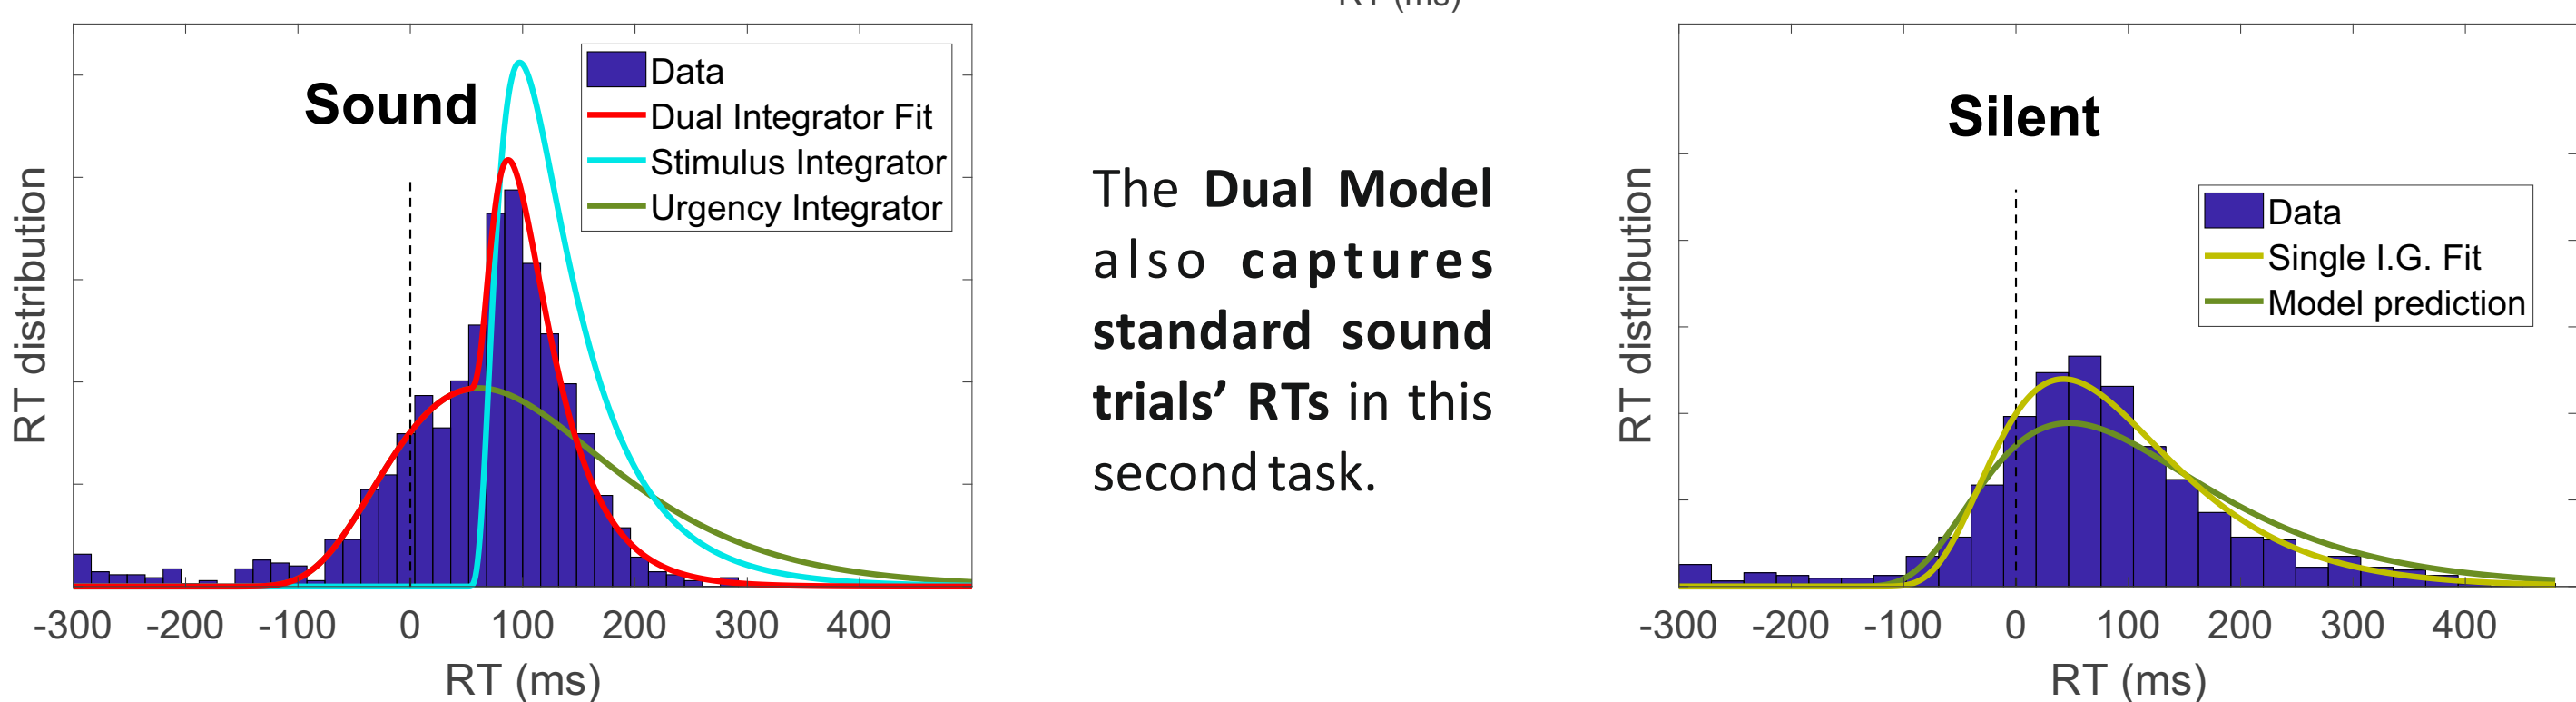 RT (ms)
Sound
Data
Dual Integrator Fit
Stimulus Integrator
Urgency Integrator
RT distribution
-300 -200 -100 0 100 200 300 400
RT (ms)
The Dual Model
also captures
standard sound
trials’ RTs in this
second task.
Silent
Data
Single I.G. Fit
Model prediction
RT distribution
-300 -200 -100 0 100 200 300 400
RT (ms)